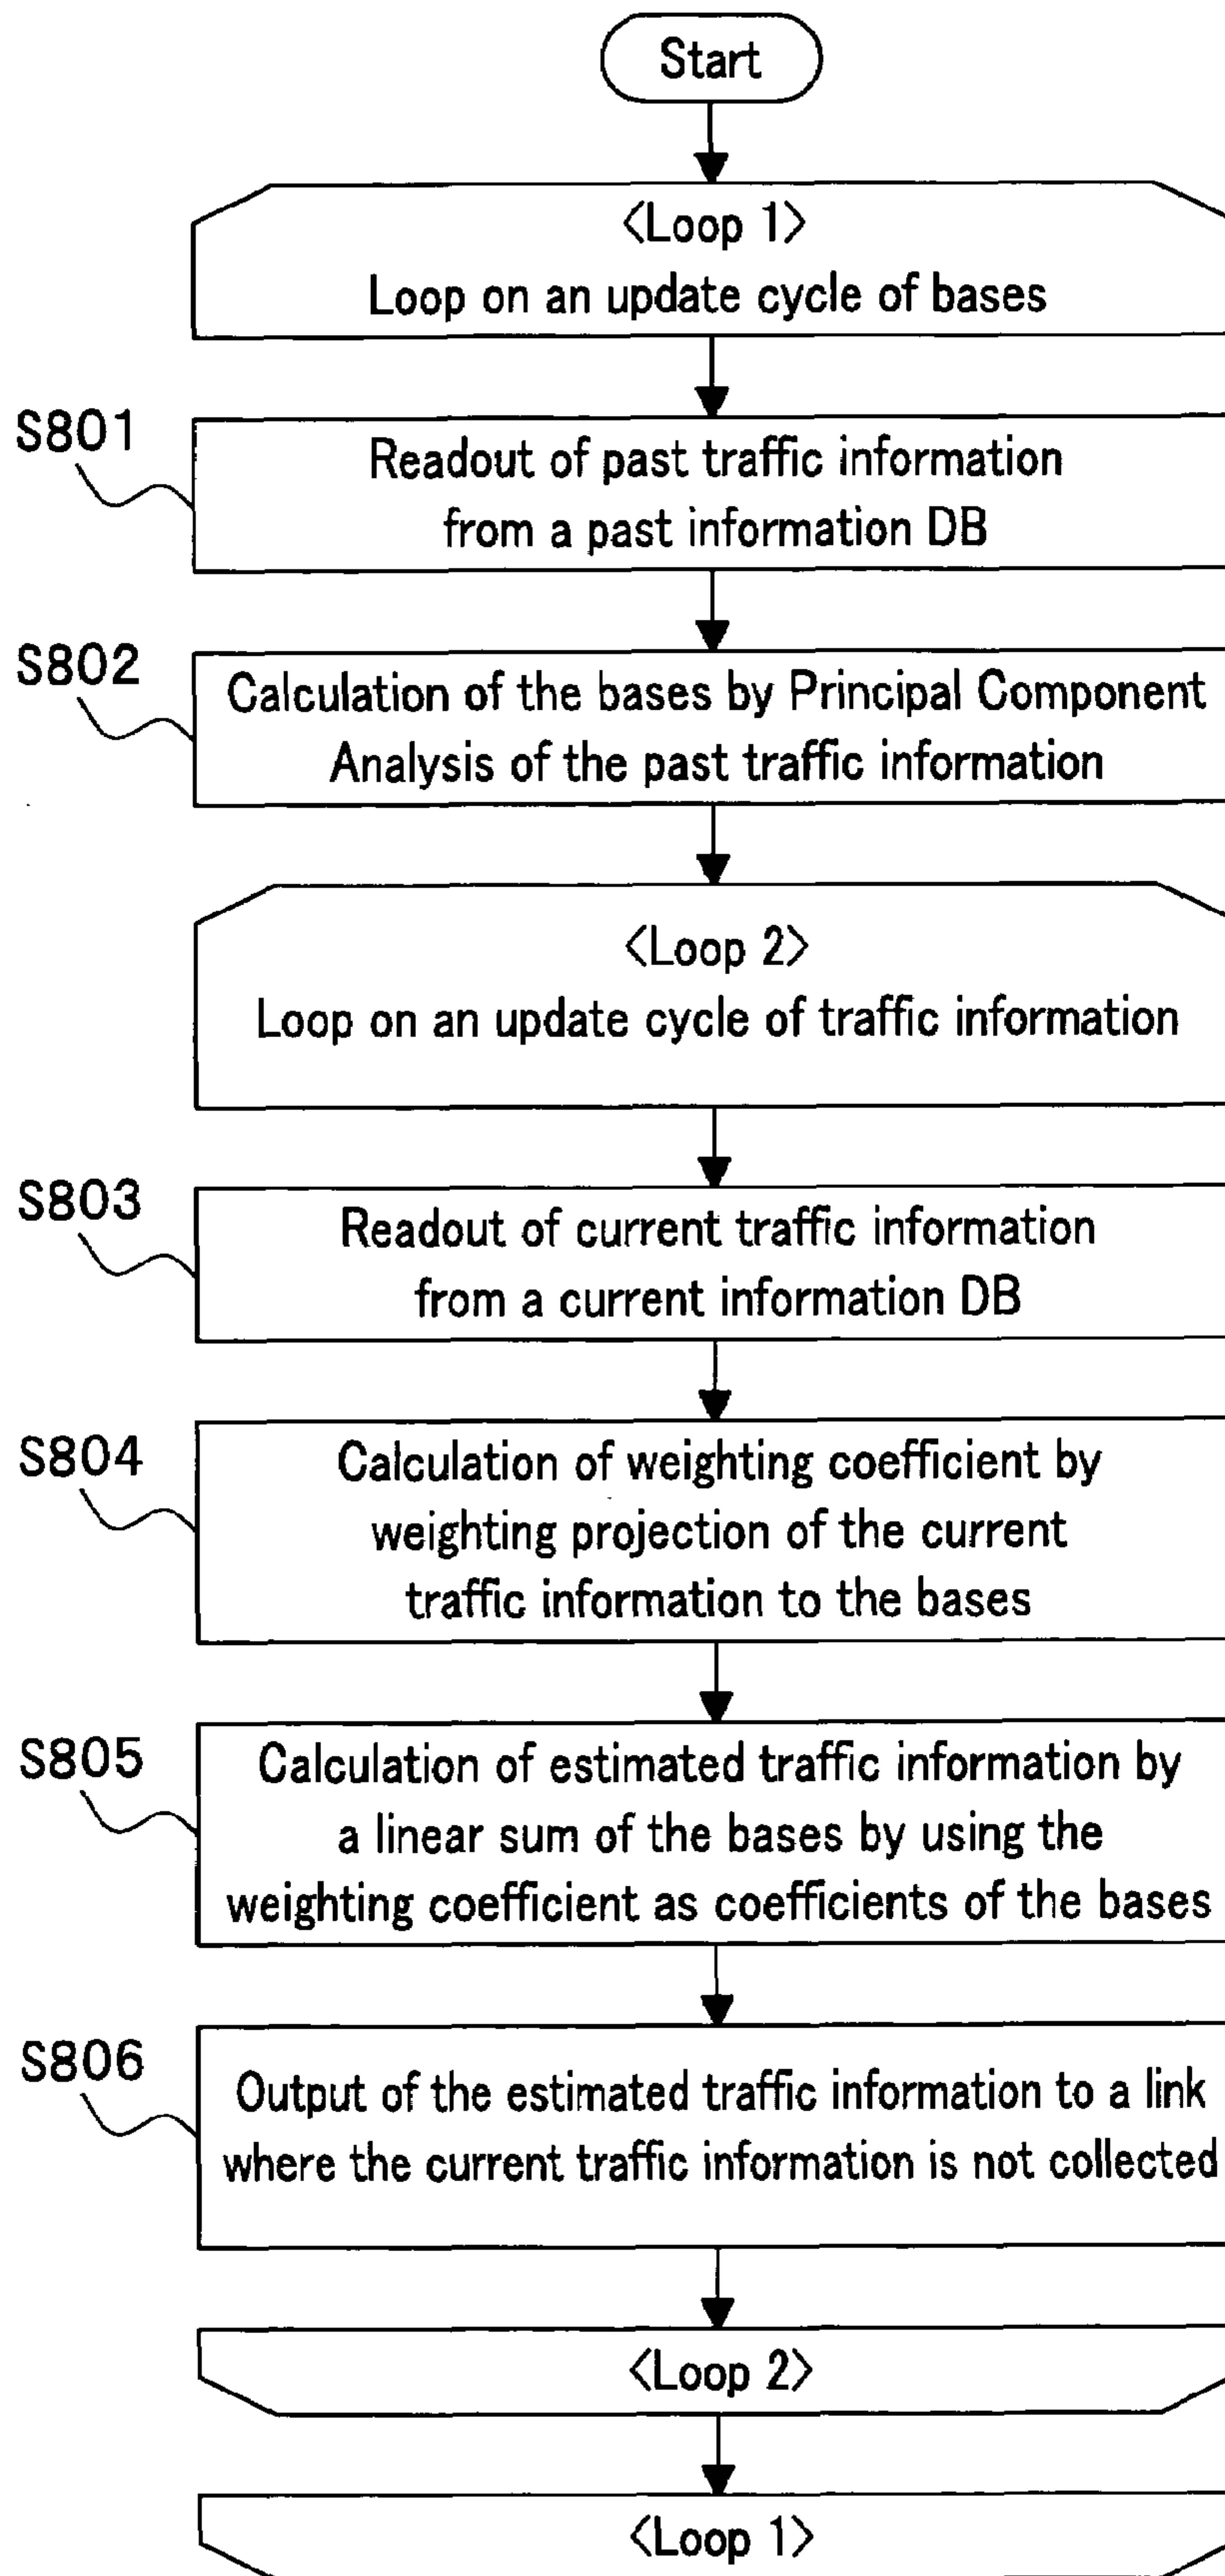 Start
<Loop 1>
Loop on an update cycle of bases
S801
Readout of past traffic information
from a past information DB
S802
Calculation of the bases by Principal Component
Analysis of the past traffic information
<Loop 2>
Loop on an update cycle of traffic information
S803
Readout of current traffic information
from a current information DB
S804
Calculation of weighting coefficient by
weighting projection of the current
traffic information to the bases
S805
Calculation of estimated traffic information by
a linear sum of the bases by using the
weighting coefficient as coefficients of the bases
S806
Output of the estimated traffic information to a link
where the current traffic information is not collected
<Loop 2>
<Loop 1>